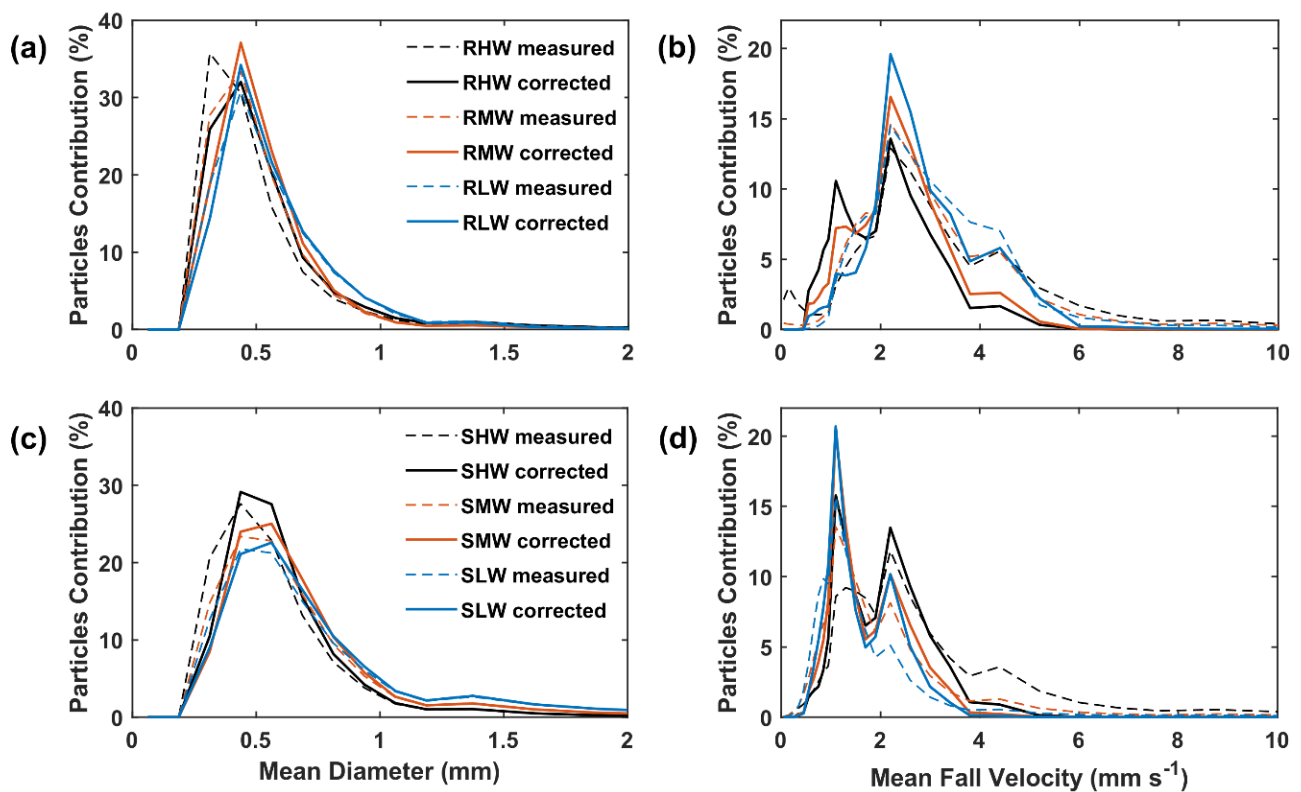 (a)
Particles Contribution (%)
40
30
20
10
0
0
0.5
1
1.5
2
RHW measured
RHW corrected
RMW measured
RMW corrected
RLW measured
RLW corrected
(b)
Particles Contribution (%)
20
15
10
5
0
0
2
4
6
8
10
(c)
Particles Contribution (%)
40
30
20
10
0
0
0.5
1
1.5
2
Mean Diameter (mm)
SHW measured
SHW corrected
SMW measured
SMW corrected
SLW measured
SLW corrected
(d)
Particles Contribution (%)
20
15
10
5
0
0
2
4
6
8
10
Mean Fall Velocity (mm s⁻¹)